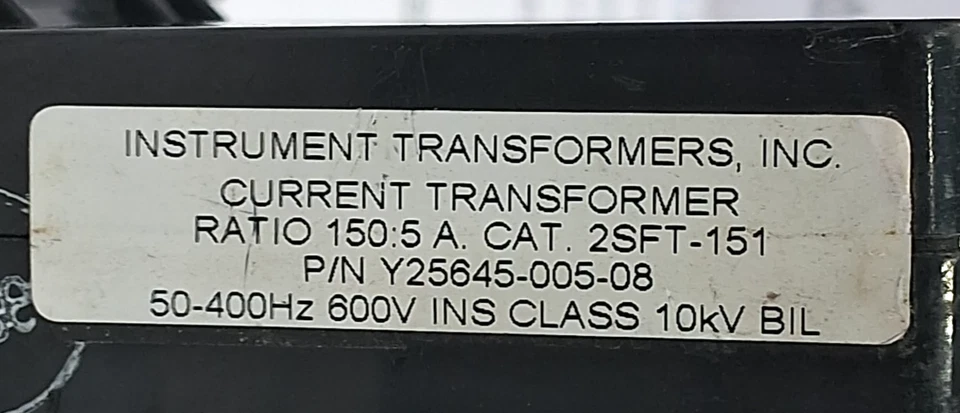 INSTRUMENT TRANSFORMERS, INC.
CURRENT TRANSFORMER
RATIO 150:5 A. CAT. 2SFT-151
P/N Y25645-005-08
50-400Hz 600V INS CLASS 10kV BIL